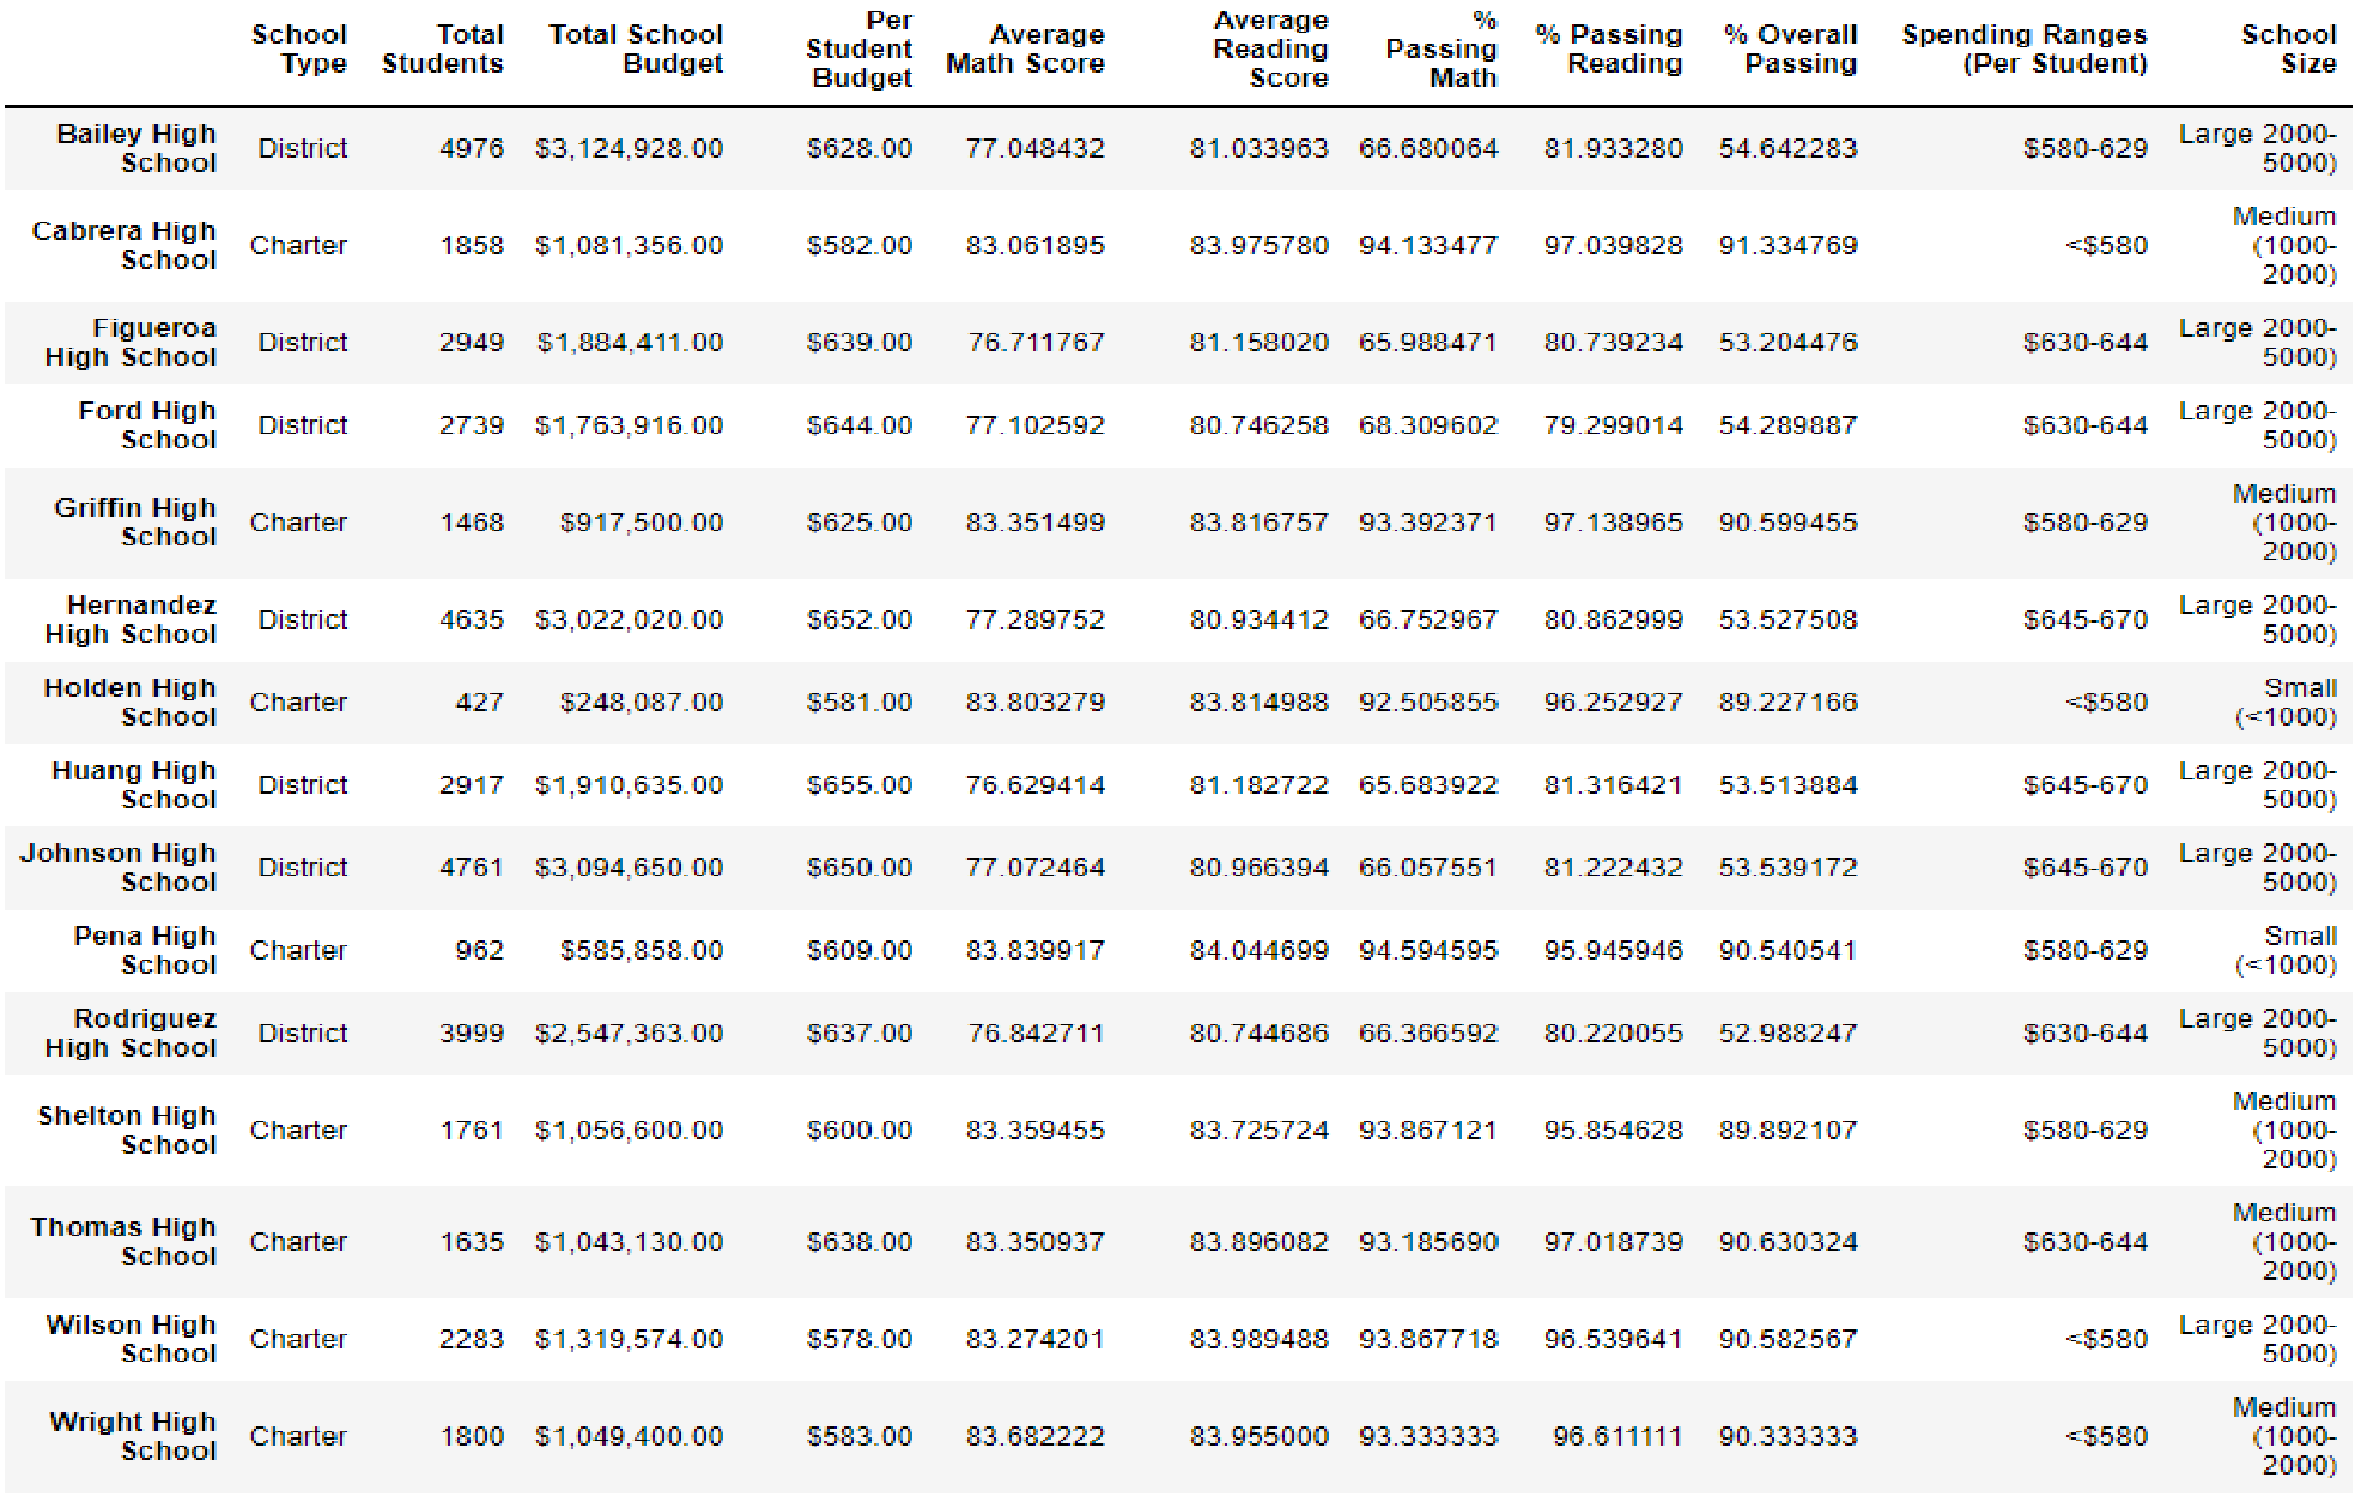 School Type Total Students Total School Budget Per Student Budget Average Math Score Average Reading Score % Passing Math % Passing Reading % Overall Passing Spending Ranges (Per Student) School Size
Bailey High School District 4976 $3,124,928.00 $628.00 77.048432 81.033963 66.680064 81.933280 54.642283 $580-629 Large 2000-5000)
Cabrera High School Charter 1858 $1,081,356.00 $582.00 83.061895 83.975780 94.133477 97.039828 91.334769 <$580 Medium (1000-2000)
Figueroa High School District 2949 $1,884,411.00 $639.00 76.711767 81.158020 65.988471 80.739234 53.204476 $630-644 Large 2000-5000)
Ford High School District 2739 $1,763,916.00 $644.00 77.102592 80.746258 68.309602 79.299014 54.289887 $630-644 Large 2000-5000)
Griffin High School Charter 1468 $917,500.00 $625.00 83.351499 83.816757 93.392371 97.138965 90.599455 $580-629 Medium (1000-2000)
Hernandez High School District 4635 $3,022,020.00 $652.00 77.289752 80.934412 66.752967 80.862999 53.527508 $645-670 Large 2000-5000)
Holden High School Charter 427 $248,087.00 $581.00 83.803279 83.814988 92.505855 96.252927 89.227166 <$580 Small (<1000)
Huang High School District 2917 $1,910,635.00 $655.00 76.629414 81.182722 65.683922 81.316421 53.513884 $645-670 Large 2000-5000)
Johnson High School District 4761 $3,094,650.00 $650.00 77.072464 80.966394 66.057551 81.222432 53.539172 $645-670 Large 2000-5000)
Pena High School Charter 962 $585,858.00 $609.00 83.839917 84.044699 94.594595 95.945946 90.540541 $580-629 Small (<1000)
Rodriguez High School District 3999 $2,547,363.00 $637.00 76.842711 80.744686 66.366592 80.220055 52.988247 $630-644 Large 2000-5000)
Shelton High School Charter 1761 $1,056,600.00 $600.00 83.359455 83.725724 93.867121 95.854628 89.892107 $580-629 Medium (1000-2000)
Thomas High School Charter 1635 $1,043,130.00 $638.00 83.350937 83.896082 93.185690 97.018739 90.630324 $630-644 Medium (1000-2000)
Wilson High School Charter 2283 $1,319,574.00 $578.00 83.274201 83.989488 93.867718 96.539641 90.582567 <$580 Large 2000-5000)
Wright High School Charter 1800 $1,049,400.00 $583.00 83.682222 83.955000 93.333333 96.611111 90.333333 <$580 Medium (1000-2000)